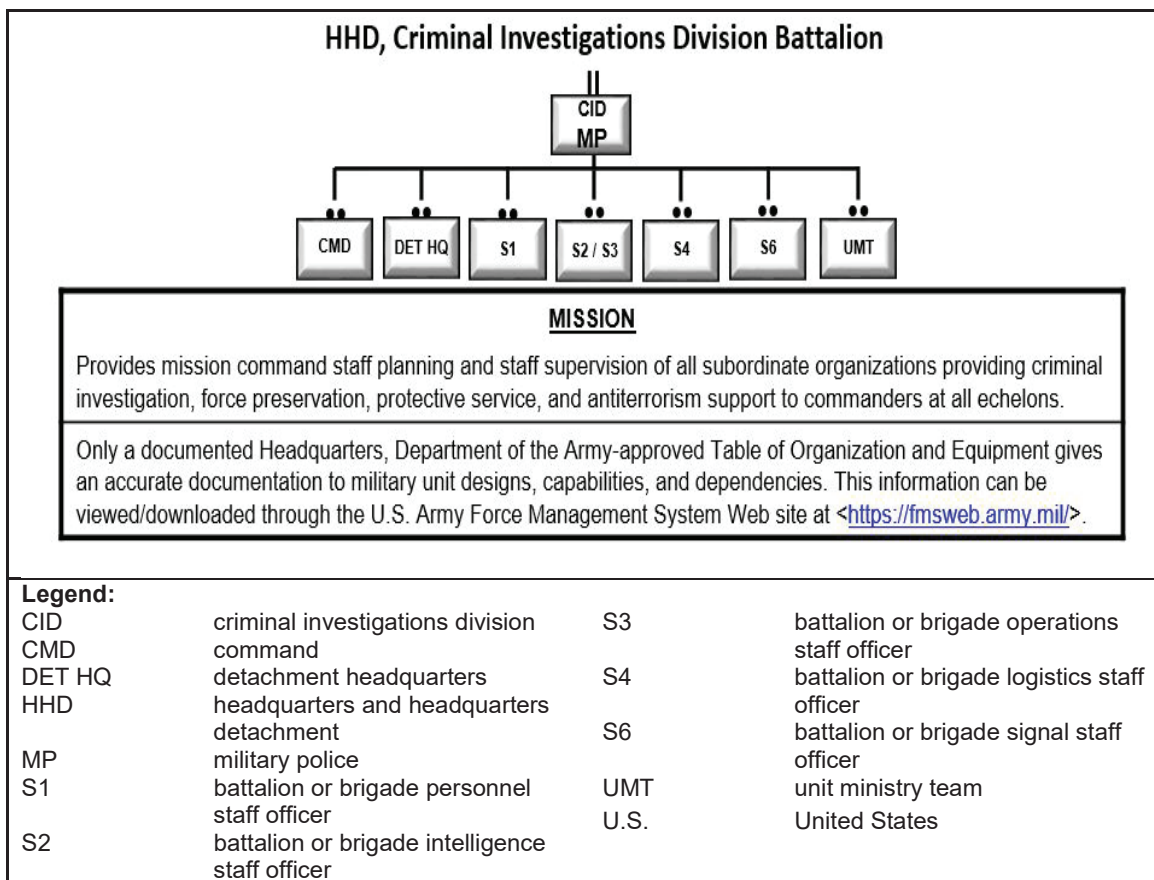 HHD, Criminal Investigations Division Battalion
CID
MP
CMD
DET HQ
S1
S2 / S3
S4
S6
UMT
MISSION
Provides mission command staff planning and staff supervision of all subordinate organizations providing criminal
investigation, force preservation, protective service, and antiterrorism support to commanders at all echelons.
Only a documented Headquarters, Department of the Army-approved Table of Organization and Equipment gives
an accurate documentation to military unit designs, capabilities, and dependencies. This information can be
viewed/downloaded through the U.S. Army Force Management System Web site at <https://fmsweb.army.mil/>.
Legend:
CID criminal investigations division
CMD command
DET HQ detachment headquarters
HHD headquarters and headquarters
detachment
MP military police
S1 battalion or brigade personnel
staff officer
S2 battalion or brigade intelligence
staff officer
S3 battalion or brigade operations
staff officer
S4 battalion or brigade logistics staff
officer
S6 battalion or brigade signal staff
officer
UMT unit ministry team
U.S. United States